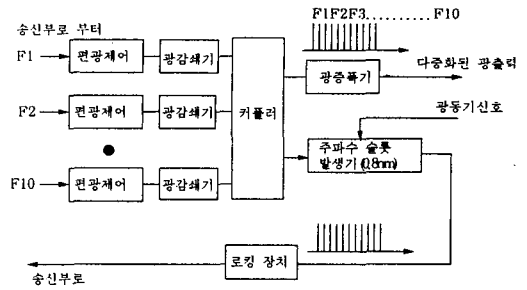 송신부로 부터
F1F2F3..........F10
F1
편광제어
광감쇄기
커플러
광증폭기
다중화된 광출력
F2
편광제어
광감쇄기
광동기신호
주파수 슬롯
발생기(0.8nm)
F10
편광제어
광감쇄기
로킹 장치
송신부로